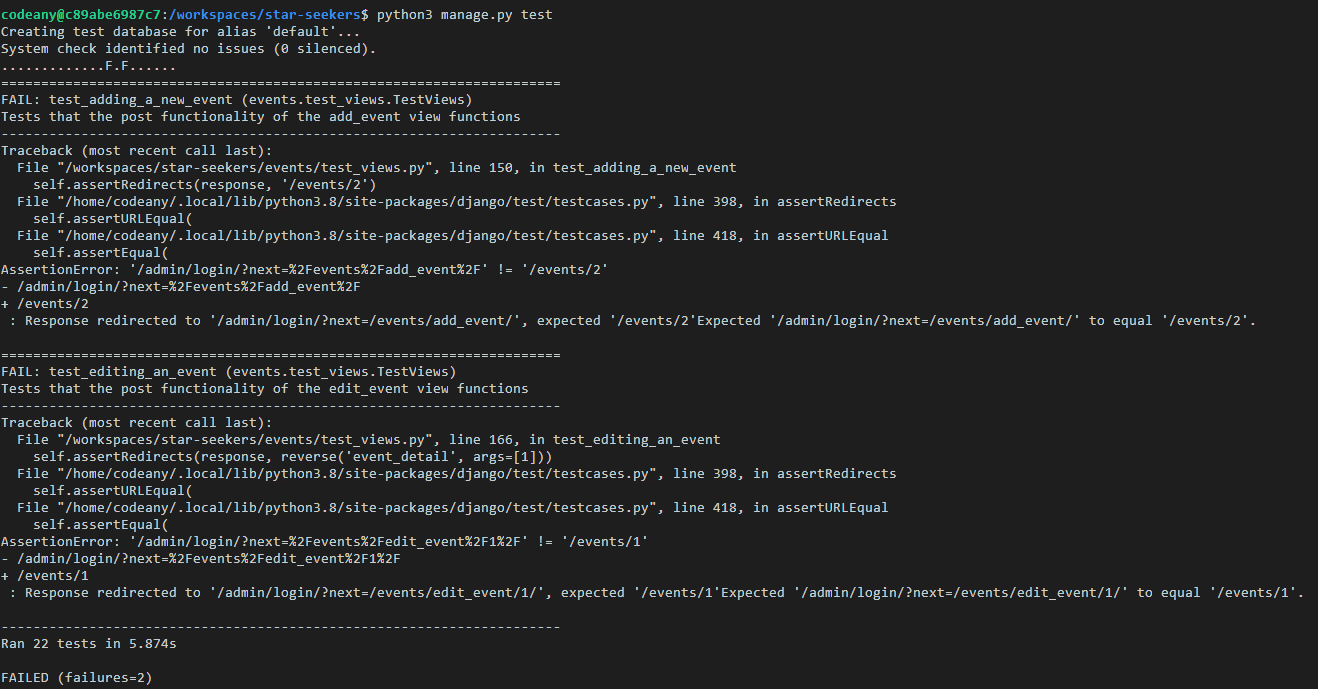 codeany@c89abe6987c7:/workspaces/star-seekers$ python3 manage.py test
Creating test database for alias 'default'...
System check identified no issues (0 silenced).
.............F.F......
======================================================================
FAIL: test_adding_a_new_event (events.test_views.TestViews)
Tests that the post functionality of the add_event view functions
----------------------------------------------------------------------
Traceback (most recent call last):
  File "/workspaces/star-seekers/events/test_views.py", line 150, in test_adding_a_new_event
    self.assertRedirects(response, '/events/2')
  File "/home/codeany/.local/lib/python3.8/site-packages/django/test/testcases.py", line 398, in assertRedirects
    self.assertURLEqual(
  File "/home/codeany/.local/lib/python3.8/site-packages/django/test/testcases.py", line 418, in assertURLEqual
    self.assertEqual(
AssertionError: '/admin/login/?next=%2Fevents%2Fadd_event%2F' != '/events/2'
- /admin/login/?next=%2Fevents%2Fadd_event%2F
+ /events/2
 : Response redirected to '/admin/login/?next=/events/add_event/', expected '/events/2'Expected '/admin/login/?next=/events/add_event/' to equal '/events/2'.

======================================================================
FAIL: test_editing_an_event (events.test_views.TestViews)
Tests that the post functionality of the edit_event view functions
----------------------------------------------------------------------
Traceback (most recent call last):
  File "/workspaces/star-seekers/events/test_views.py", line 166, in test_editing_an_event
    self.assertRedirects(response, reverse('event_detail', args=[1]))
  File "/home/codeany/.local/lib/python3.8/site-packages/django/test/testcases.py", line 398, in assertRedirects
    self.assertURLEqual(
  File "/home/codeany/.local/lib/python3.8/site-packages/django/test/testcases.py", line 418, in assertURLEqual
    self.assertEqual(
AssertionError: '/admin/login/?next=%2Fevents%2Fedit_event%2F1%2F' != '/events/1'
- /admin/login/?next=%2Fevents%2Fedit_event%2F1%2F
+ /events/1
 : Response redirected to '/admin/login/?next=/events/edit_event/1/', expected '/events/1'Expected '/admin/login/?next=/events/edit_event/1/' to equal '/events/1'.

----------------------------------------------------------------------
Ran 22 tests in 5.874s

FAILED (failures=2)